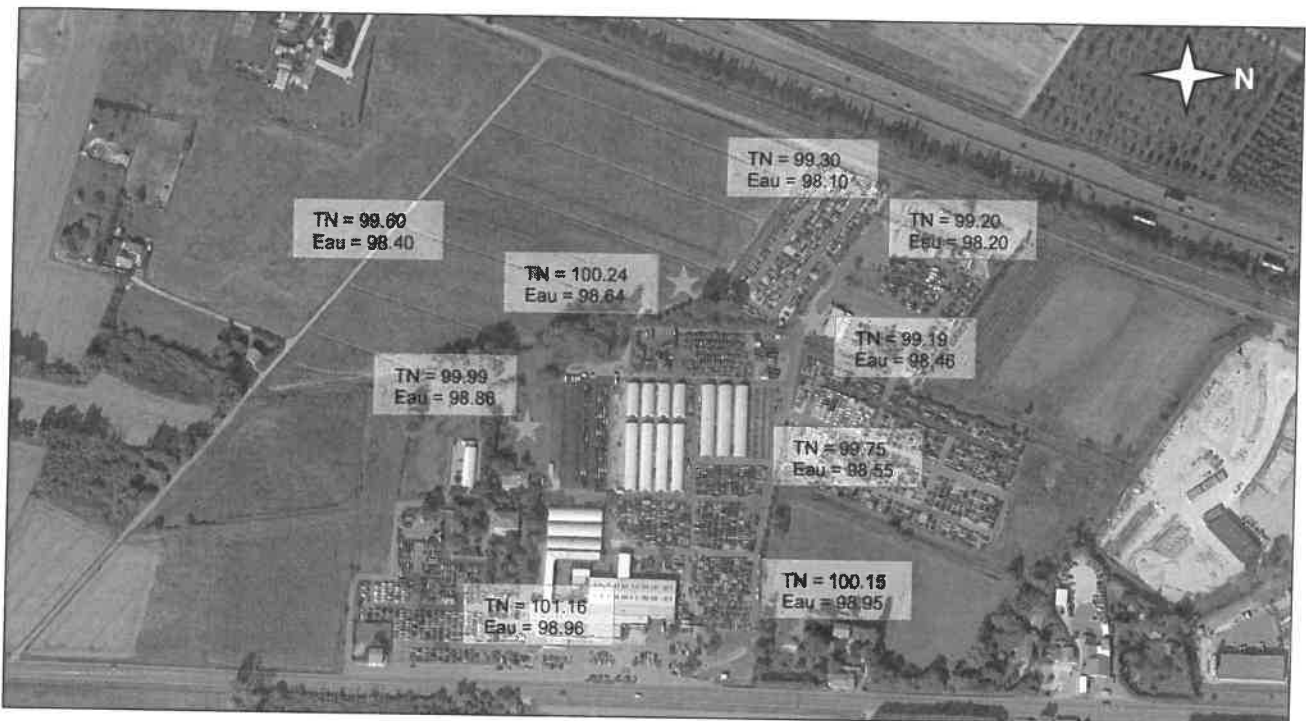 N
TN = 99.30
Eau = 98.10
TN = 99.60
Eau = 98.40
TN = 99.20
Eau = 98.20
TN = 100.24
Eau = 98.64
TN = 99.19
Eau = 98.46
TN = 99.99
Eau = 98.86
TN = 99.75
Eau = 98.55
TN = 100.15
Eau = 98.95
TN = 101.16
Eau = 98.96